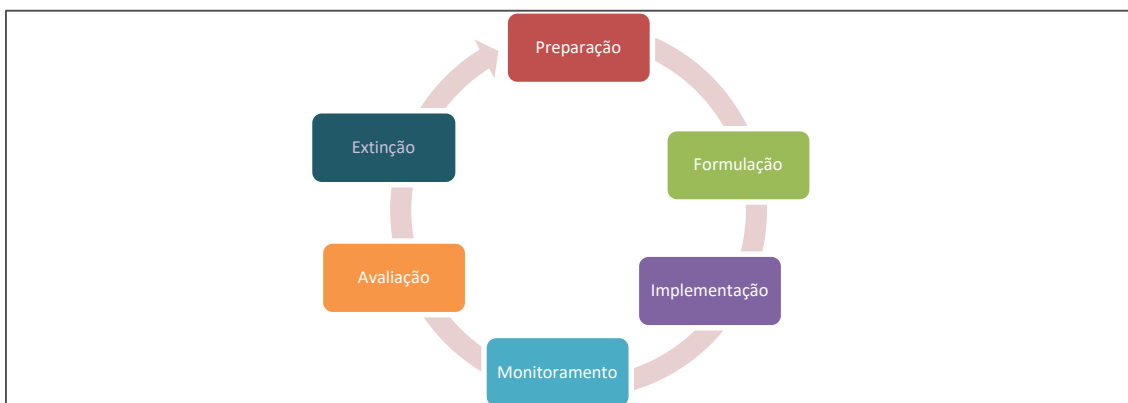 Preparação
Formulação
Implementação
Monitoramento
Avaliação
Extinção